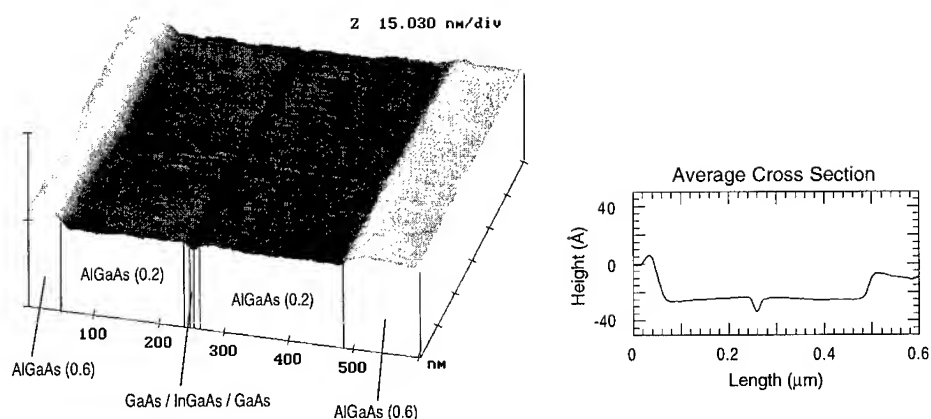 Z 15.030 nm/div
AlGaAs (0.2)
AlGaAs (0.2)
100
200
300
400
500
nm
AlGaAs (0.6)
GaAs / InGaAs / GaAs
AlGaAs (0.6)
Average Cross Section
40
0
-40
Height (Å)
0
0.2
0.4
0.6
Length (μm)